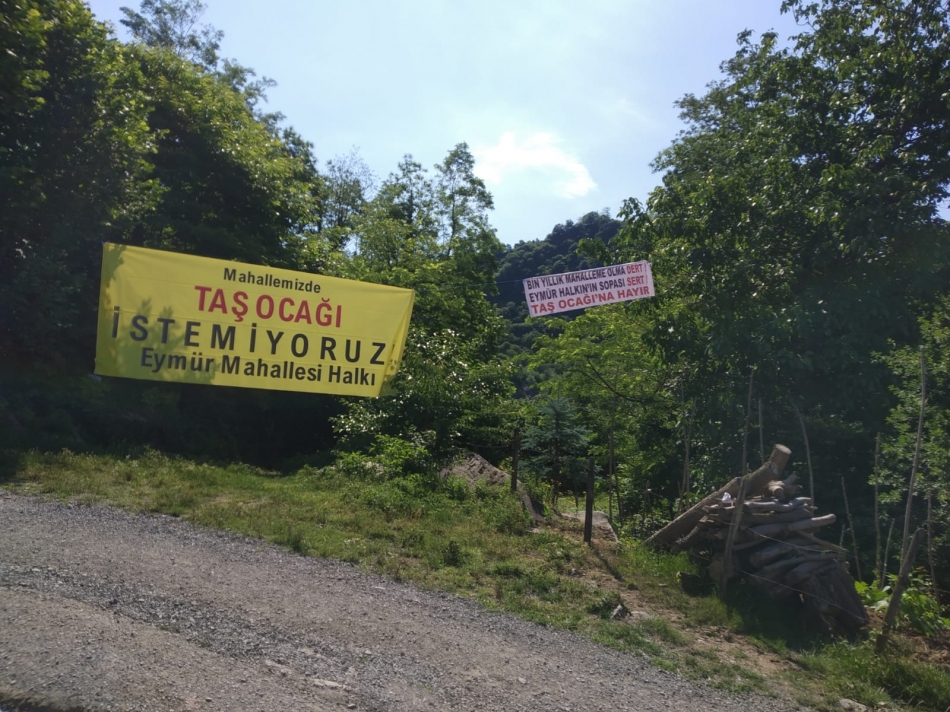 Mahallemizde
TAŞ OCAĞI
İSTEMİYORUZ
Eymür Mahallesi Halkı
BİN YILLIK MAHALLEME OLMA DERT !
EYMÜR HALKIN'IN SOPASI SERT !
TAŞ OCAĞI'NA HAYIR